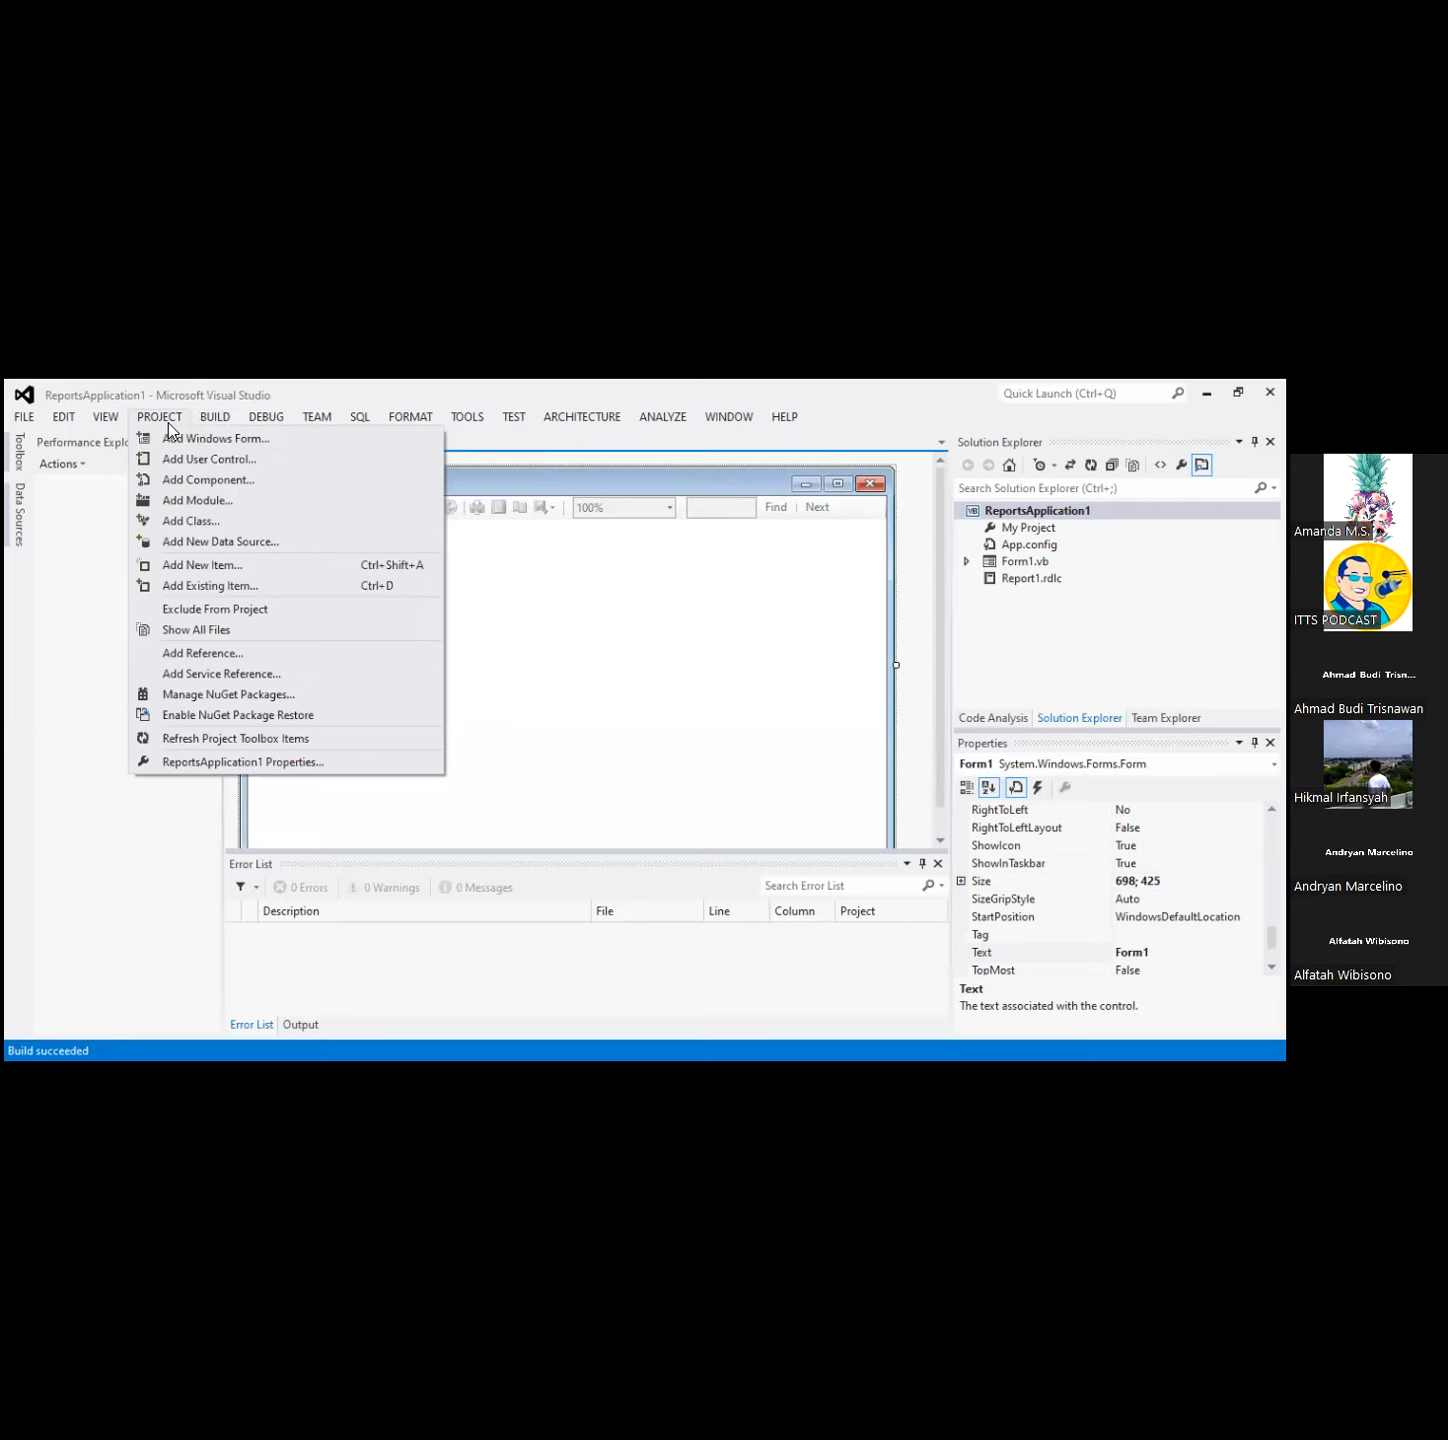 ReportsApplication1 - Microsoft Visual Studio
Quick Launch (Ctrl+Q)
FILE EDIT VIEW PROJECT BUILD DEBUG TEAM SQL FORMAT TOOLS TEST ARCHITECTURE ANALYZE WINDOW HELP
Toolbox
Data Sources
Performance Explo
Actions
Add Windows Form...
Add User Control...
Add Component...
Add Module...
Add Class...
Add New Data Source...
Add New Item... Ctrl+Shift+A
Add Existing Item... Ctrl+D
Exclude From Project
Show All Files
Add Reference...
Add Service Reference...
Manage NuGet Packages...
Enable NuGet Package Restore
Refresh Project Toolbox Items
ReportsApplication1 Properties...
100%
Find | Next
Solution Explorer
Search Solution Explorer (Ctrl+;)
VB ReportsApplication1
My Project
App.config
Form1.vb
Report1.rdlc
Code Analysis Solution Explorer Team Explorer
Properties
Form1 System.Windows.Forms.Form
RightToLeft No
RightToLeftLayout False
ShowIcon True
ShowInTaskbar True
Size 698; 425
SizeGripStyle Auto
StartPosition WindowsDefaultLocation
Tag
Text Form1
TopMost False
Text
The text associated with the control.
Error List
0 Errors 0 Warnings 0 Messages
Search Error List
Description File Line Column Project
Error List Output
Build succeeded
Amanda M.S.
ITTS PODCAST
Ahmad Budi Trisn...
Ahmad Budi Trisnawan
Hikmal Irfansyah
Andryan Marcelino
Andryan Marcelino
Alfatah Wibisono
Alfatah Wibisono